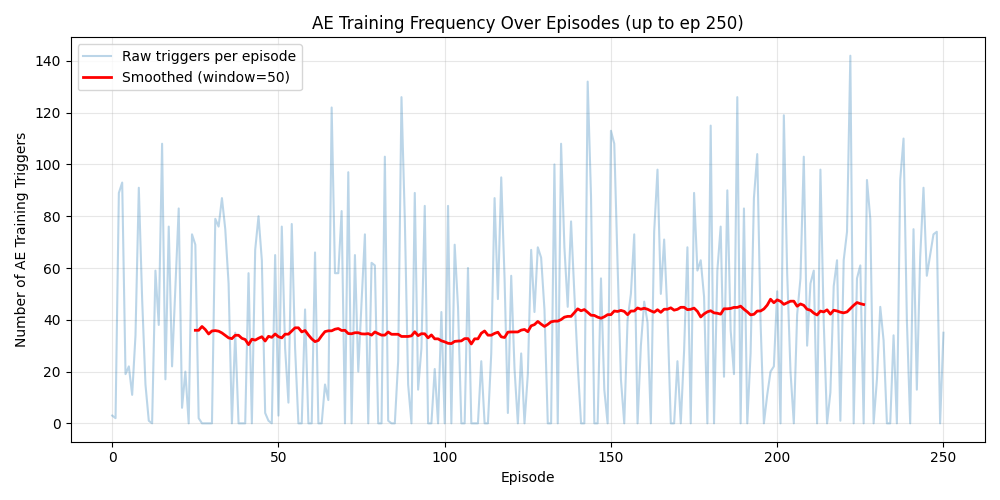 AE Training Frequency Over Episodes (up to ep 250)
Raw triggers per episode
Smoothed (window=50)
Number of AE Training Triggers
140
120
100
80
60
40
20
0
0 50 100 150 200 250
Episode